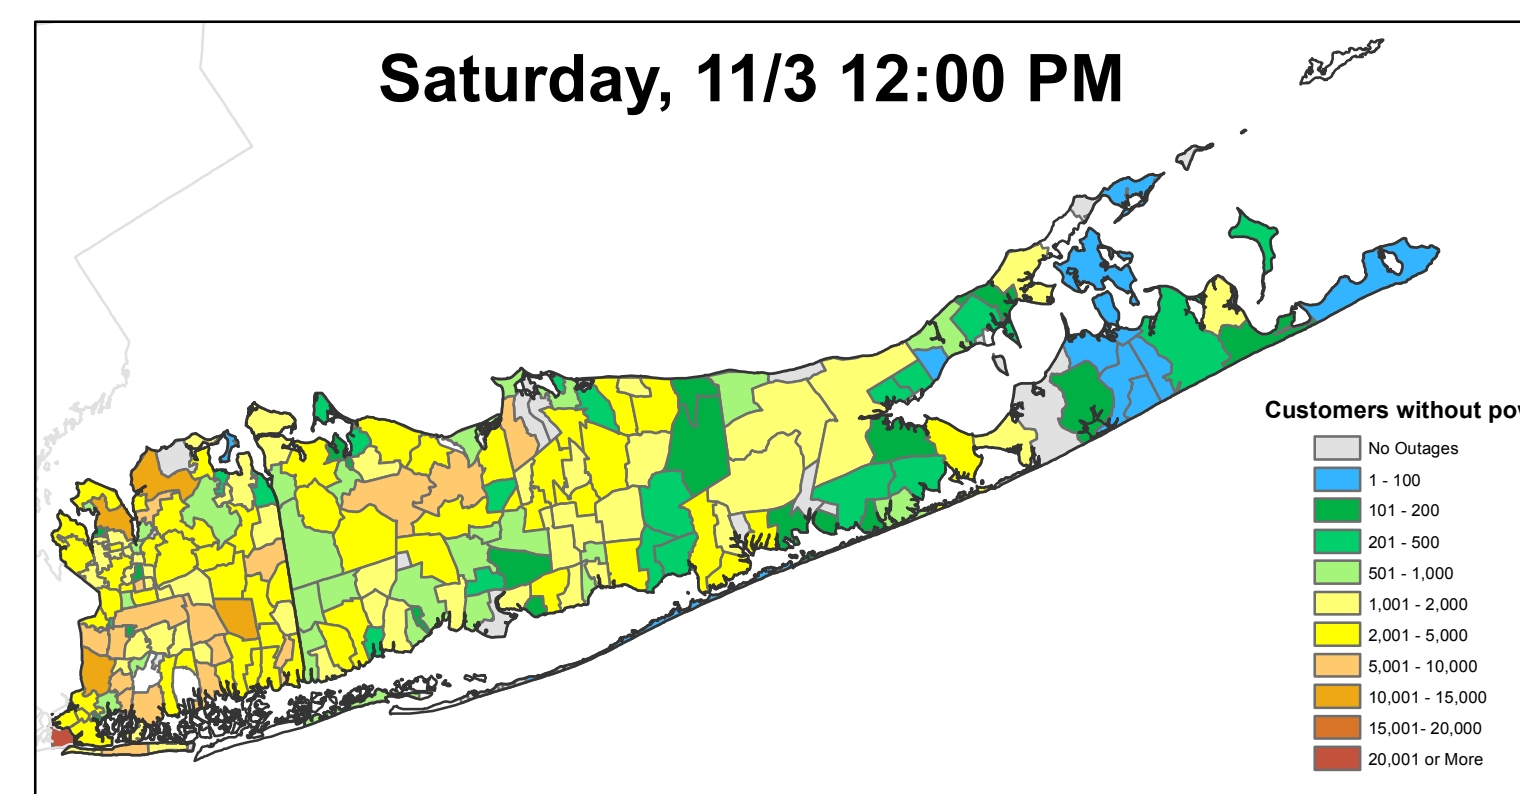 Saturday, 11/3 12:00 PM
Customers without pov
No Outages
1 - 100
101 - 200
201 - 500
501 - 1,000
1,001 - 2,000
2,001 - 5,000
5,001 - 10,000
10,001 - 15,000
15,001- 20,000
20,001 or More